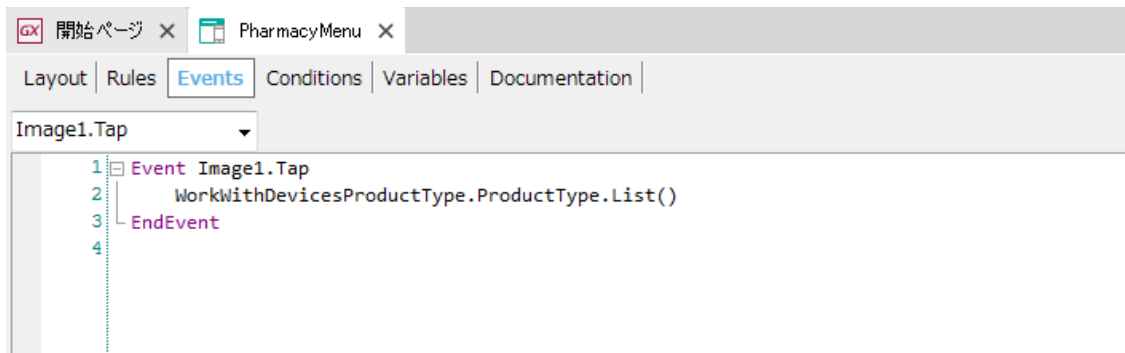 GX 開始ページ × PharmacyMenu ×
Layout Rules Events Conditions Variables Documentation
Image1.Tap
1 Event Image1.Tap
2 WorkWithDevicesProductType.ProductType.List()
3 EndEvent
4